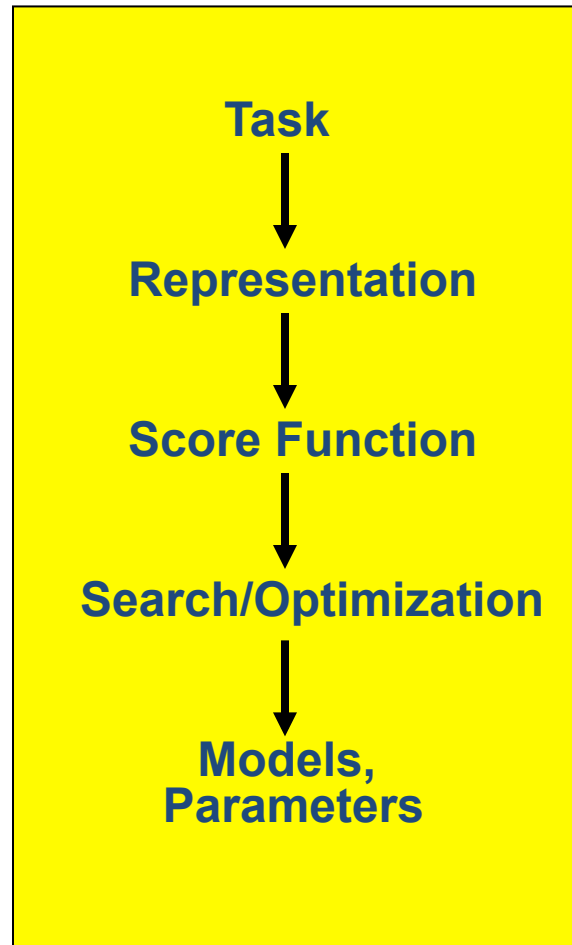 Task
Representation
Score Function
Search/Optimization
Models,
Parameters